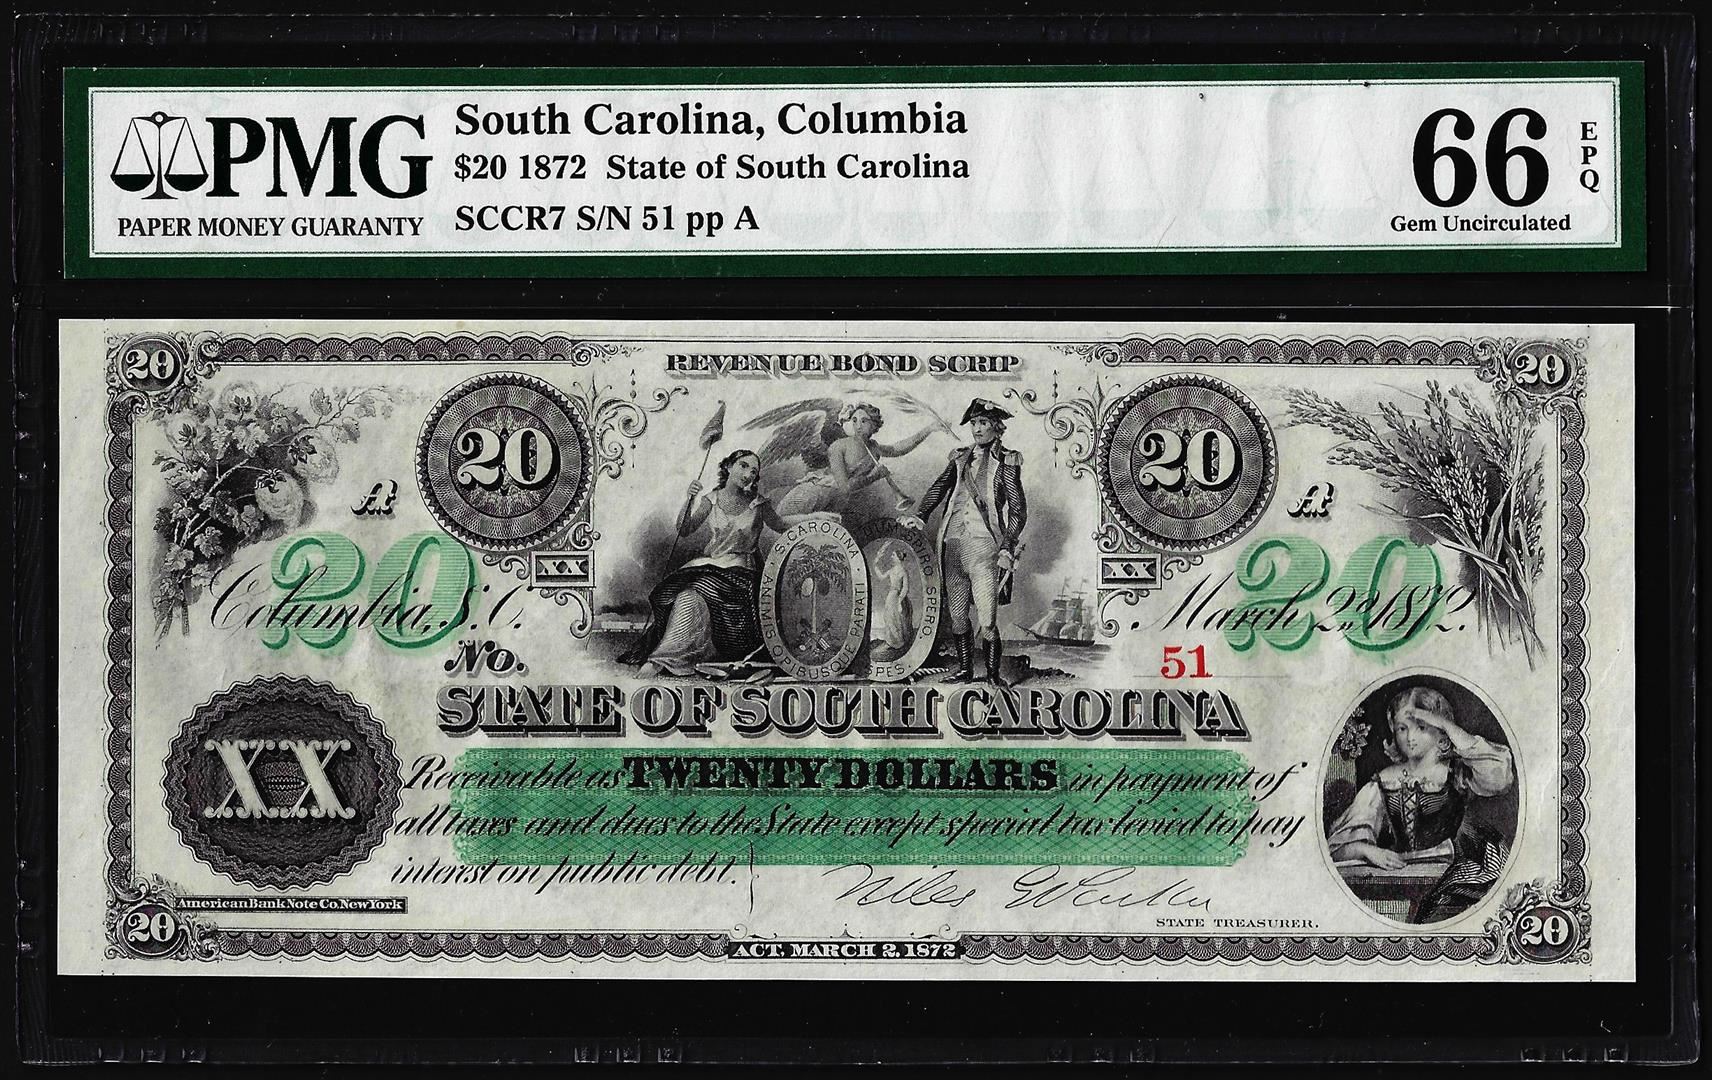 PMG
PAPER MONEY GUARANTY
South Carolina, Columbia
$20 1872 State of South Carolina
SCCR7 S/N 51 pp A
66 EPQ
Gem Uncirculated
20 REVENUE BOND SCRIP 20
20 20
A A
XX XX
20 20
S. CAROLINA ANIMIS OPIBUSQUE PARATI
DUM SPIRO SPERO. SPES.
Columbia, S.C. March 2nd 1872.
No. 51
STATE OF SOUTH CAROLINA
XX
Receivable as TWENTY DOLLARS in payment of
all taxes and dues to the State except special tax levied to pay
interest on public debt.
Niles G Parker
American Bank Note Co. New York
STATE TREASURER.
20 ACT, MARCH 2, 1872 20